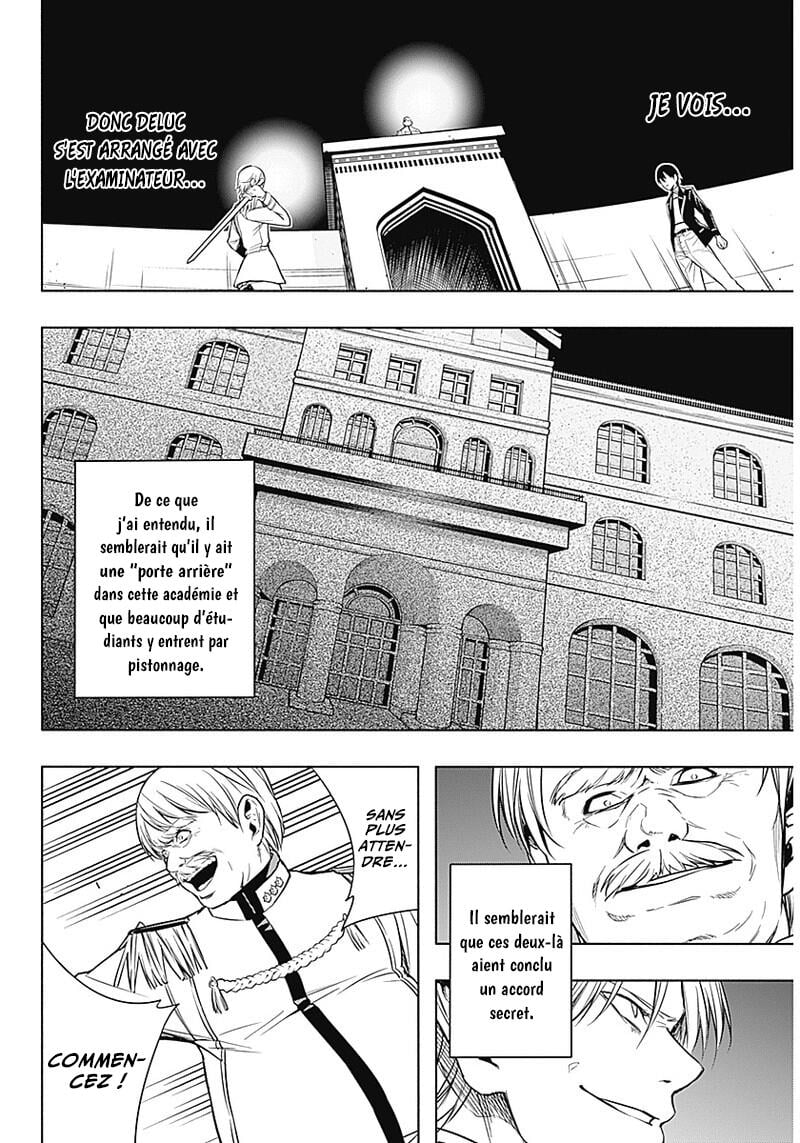 JE VOIS...
DONC DELUC
S'EST ARRANGÉ AVEC
L'EXAMINATEUR...
De ce que
j'ai entendu, il
semblerait qu'il y ait
une "porte arrière"
dans cette académie et
que beaucoup d'étu-
diants y entrent par
pistonnage.
Il semblerait
que ces deux-là
aient conclu
un accord
secret.
SANS
PLUS
ATTEN-
DRE...
COMMEN-
CEZ !